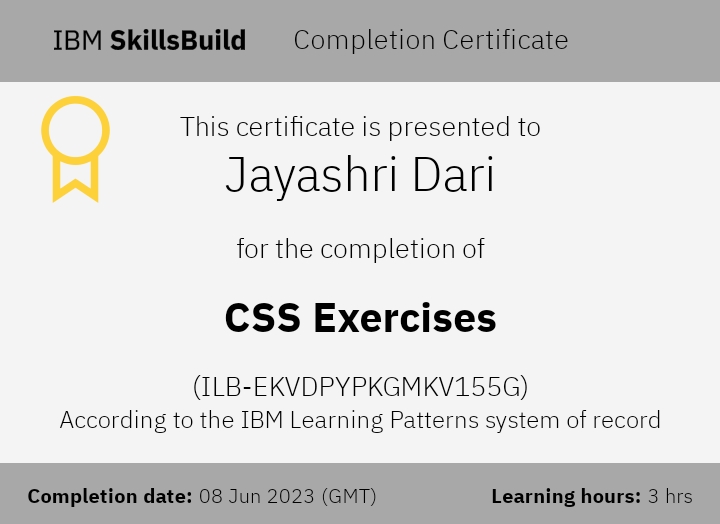 IBM SkillsBuild Completion Certificate
This certificate is presented to
Jayashri Dari
for the completion of
CSS Exercises
(ILB-EKVDPYPKGMKV155G)
According to the IBM Learning Patterns system of record
Completion date: 08 Jun 2023 (GMT) Learning hours: 3 hrs